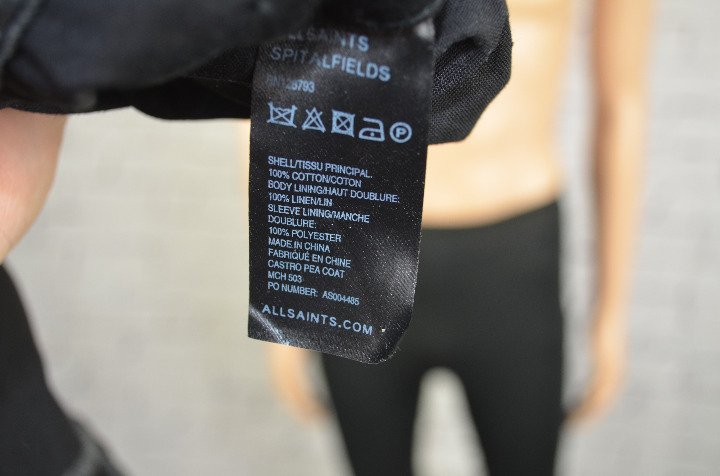 ALLSAINTS
SPITALFIELDS
SHELL/TISSU PRINCIPAL:
100% COTTON/COTON
BODY LINING/HAUT DOUBLURE:
100% LINEN/LIN
SLEEVE LINING/MANCHE
DOUBLURE:
100% POLYESTER
MADE IN CHINA
FABRIQUÉ EN CHINE
CASTRO PEA COAT
MCH 503
PO NUMBER: AS004485
ALLSAINTS.COM